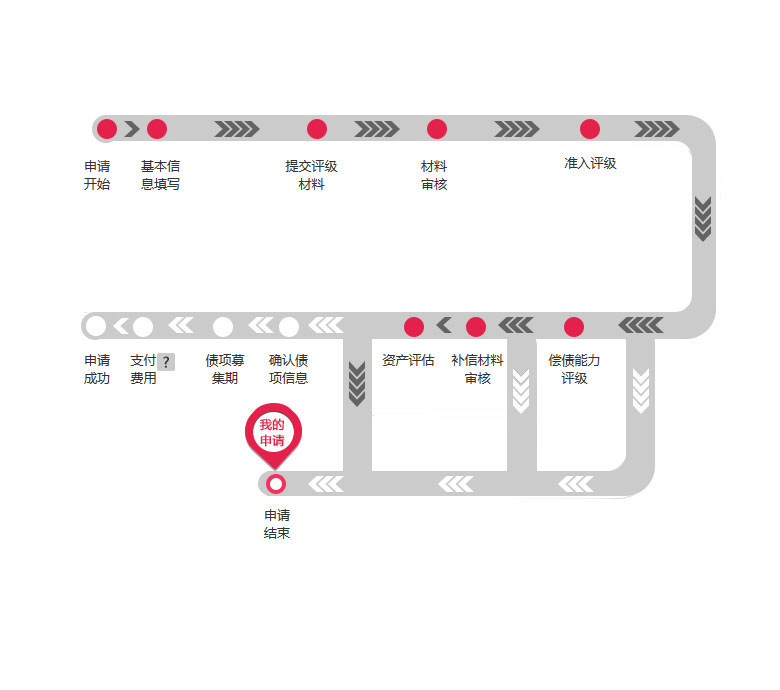 申请
开始
基本信
息填写
提交评级
材料
材料
审核
准入评级
申请
成功
支付?
费用
债项募
集期
确认债
项信息
资产评估
补信材料
审核
偿债能力
评级
我的
申请
申请
结束